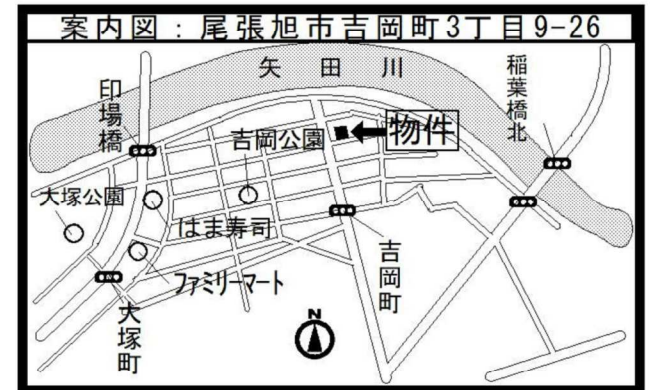 案内図：尾張旭市吉岡町3丁目9-26
矢田川
稲葉橋北
印場橋
吉岡公園
物件
大塚公園
はま寿司
吉岡町
ファミリーマート
大塚町
N